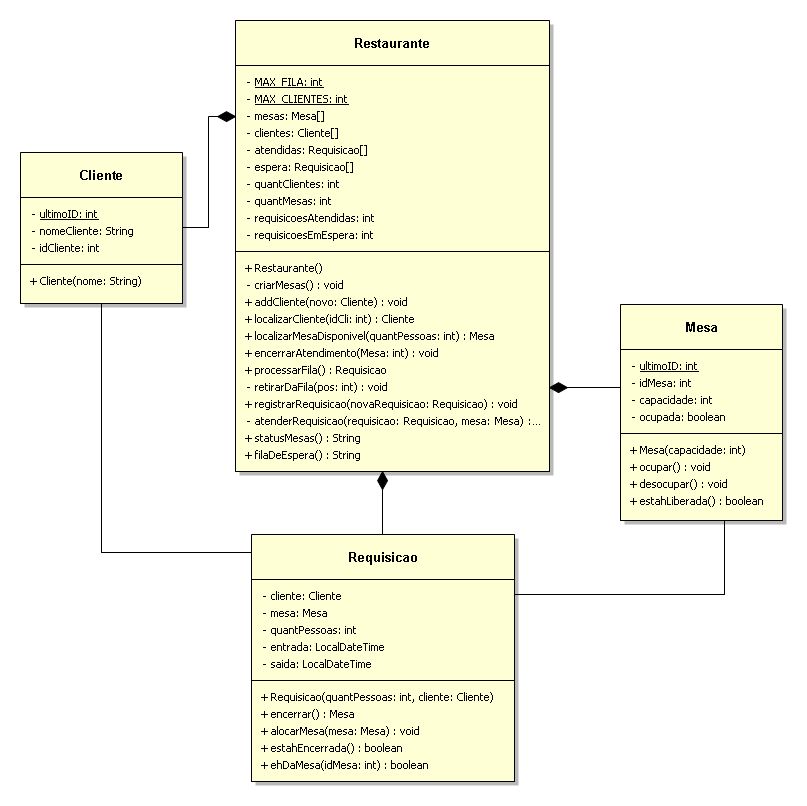 Restaurante
- MAX_FILA: int
- MAX_CLIENTES: int
- mesas: Mesa[]
- clientes: Cliente[]
- atendidas: Requisicao[]
- espera: Requisicao[]
- quantClientes: int
- quantMesas: int
- requisicoesAtendidas: int
- requisicoesEmEspera: int
+ Restaurante()
- criarMesas() : void
+ addCliente(novo: Cliente) : void
+ localizarCliente(idCli: int) : Cliente
+ localizarMesaDisponivel(quantPessoas: int) : Mesa
+ encerrarAtendimento(Mesa: int) : void
+ processarFila() : Requisicao
- retirarDaFila(pos: int) : void
+ registrarRequisicao(novaRequisicao: Requisicao) : void
- atenderRequisicao(requisicao: Requisicao, mesa: Mesa) :...
+ statusMesas() : String
+ filaDeEspera() : String
Cliente
- ultimoID: int
- nomeCliente: String
- idCliente: int
+ Cliente(nome: String)
Mesa
- ultimoID: int
- idMesa: int
- capacidade: int
- ocupada: boolean
+ Mesa(capacidade: int)
+ ocupar() : void
+ desocupar() : void
+ estahLiberada() : boolean
Requisicao
- cliente: Cliente
- mesa: Mesa
- quantPessoas: int
- entrada: LocalDateTime
- saida: LocalDateTime
+ Requisicao(quantPessoas: int, cliente: Cliente)
+ encerrar() : Mesa
+ alocarMesa(mesa: Mesa) : void
+ estahEncerrada() : boolean
+ ehDaMesa(idMesa: int) : boolean